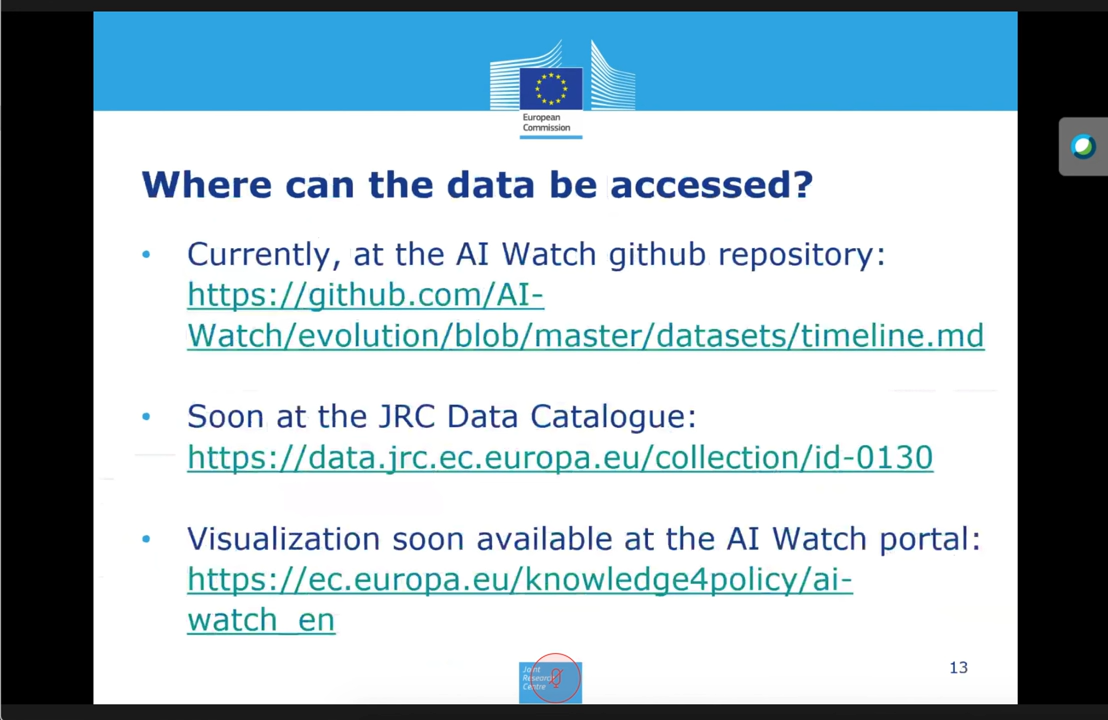 European
Commission
Where can the data be accessed?
• Currently, at the AI Watch github repository:
https://github.com/AI-
Watch/evolution/blob/master/datasets/timeline.md
• Soon at the JRC Data Catalogue:
https://data.jrc.ec.europa.eu/collection/id-0130
• Visualization soon available at the AI Watch portal:
https://ec.europa.eu/knowledge4policy/ai-
watch_en
Joint
Research
Centre
13